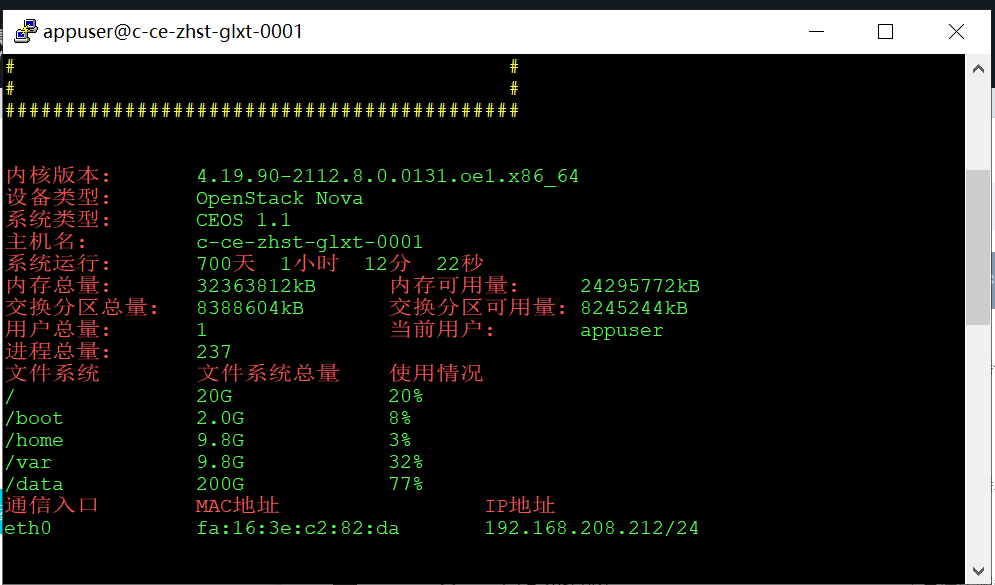 appuser@c-ce-zhst-glxt-0001
# #
# #
###########################################
内核版本: 4.19.90-2112.8.0.0131.oe1.x86_64
设备类型: OpenStack Nova
系统类型: CEOS 1.1
主机名: c-ce-zhst-glxt-0001
系统运行: 700天 1小时 12分 22秒
内存总量: 32363812kB 内存可用量: 24295772kB
交换分区总量: 8388604kB 交换分区可用量: 8245244kB
用户总量: 1 当前用户: appuser
进程总量: 237
文件系统 文件系统总量 使用情况
/ 20G 20%
/boot 2.0G 8%
/home 9.8G 3%
/var 9.8G 32%
/data 200G 77%
通信入口 MAC地址 IP地址
eth0 fa:16:3e:c2:82:da 192.168.208.212/24